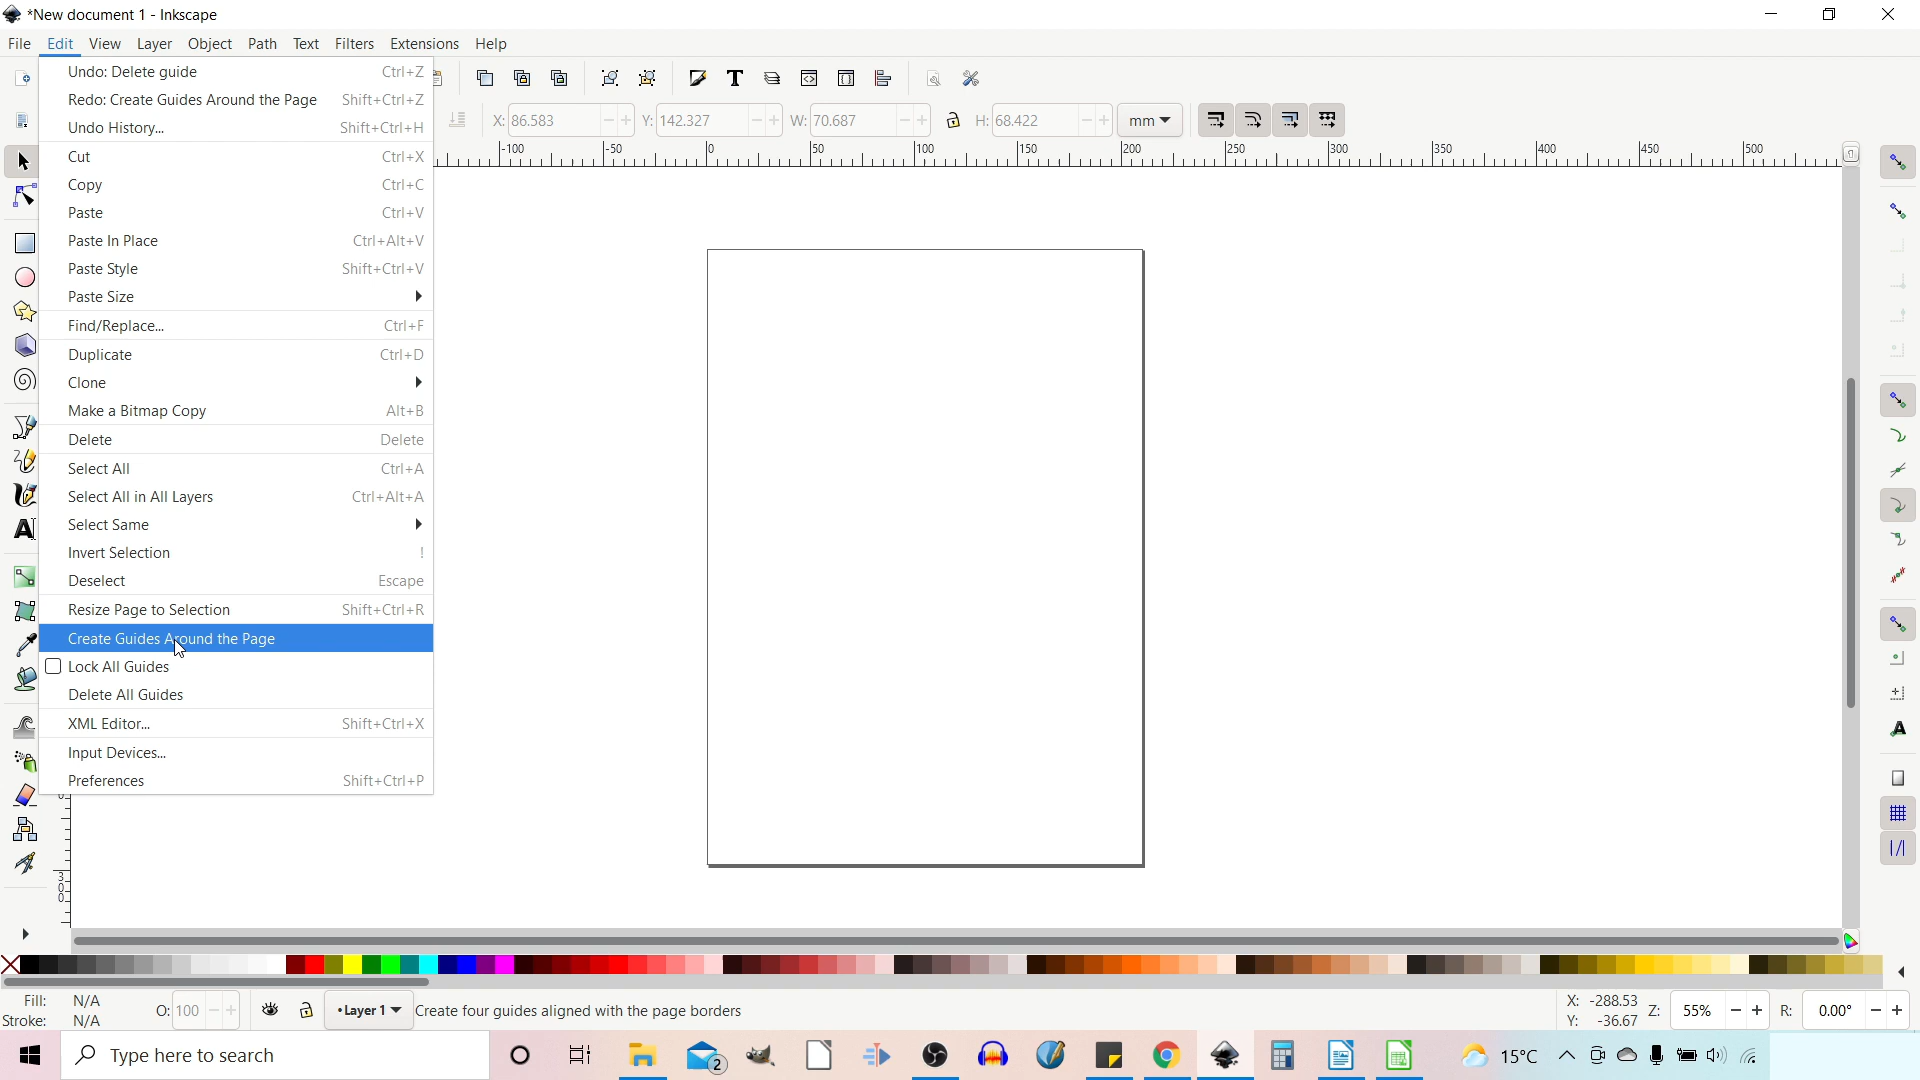 *New document 1 - Inkscape
File Edit View Layer Object Path Text Filters Extensions Help
Undo: Delete guide Ctrl+Z
Redo: Create Guides Around the Page Shift+Ctrl+Z
Undo History... Shift+Ctrl+H
Cut Ctrl+X
Copy Ctrl+C
Paste Ctrl+V
Paste In Place Ctrl+Alt+V
Paste Style Shift+Ctrl+V
Paste Size
Find/Replace... Ctrl+F
Duplicate Ctrl+D
Clone
Make a Bitmap Copy Alt+B
Delete Delete
Select All Ctrl+A
Select All in All Layers Ctrl+Alt+A
Select Same
Invert Selection !
Deselect Escape
Resize Page to Selection Shift+Ctrl+R
Create Guides Around the Page
Lock All Guides
Delete All Guides
XML Editor... Shift+Ctrl+X
Input Devices...
Preferences Shift+Ctrl+P
X: 86.583 Y: 142.327 W: 70.687 H: 68.422 mm
-100 -50 0 50 100 150 200 250 300 350 400 450 500
300
Fill: N/A
Stroke: N/A
O: 100
•Layer 1
Create four guides aligned with the page borders
X: -288.53
Y: -36.67
Z: 55%
R: 0.00°
Type here to search
2
15°C